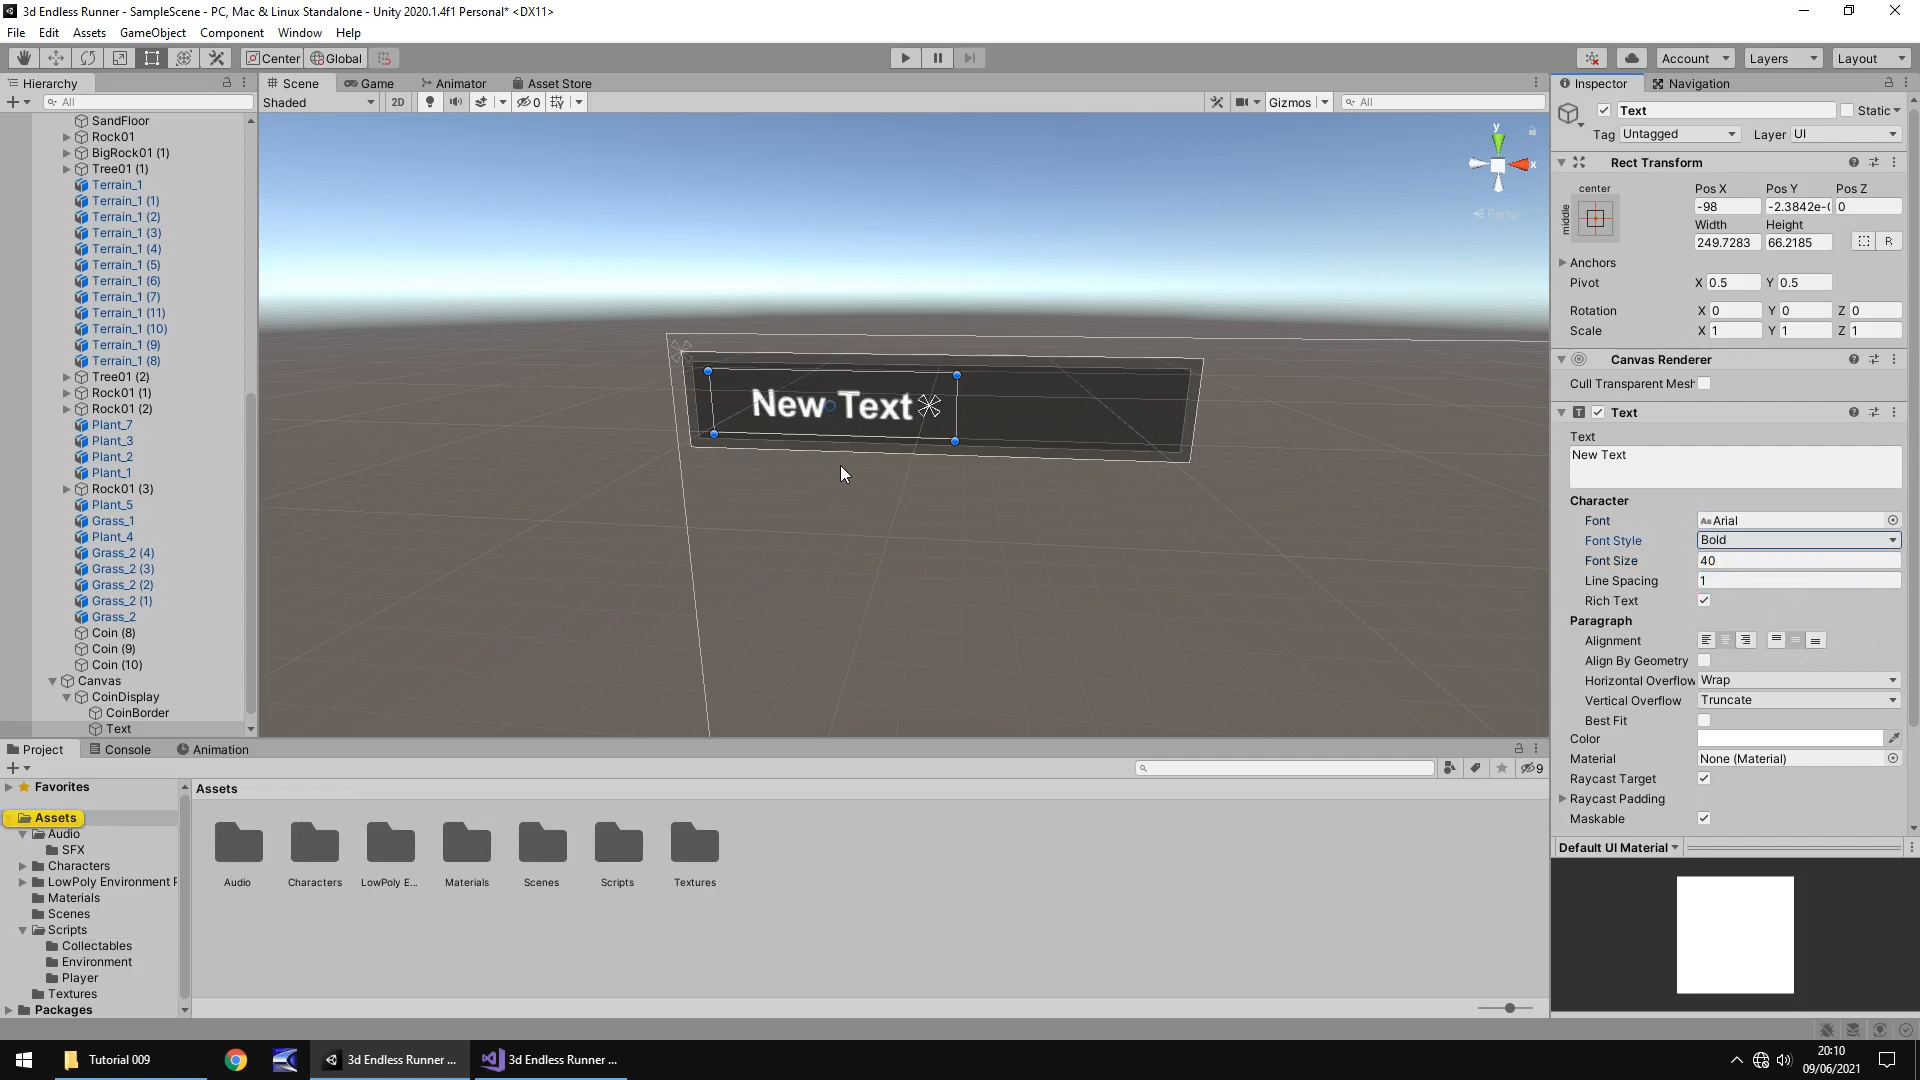 3d Endless Runner - SampleScene - PC, Mac & Linux Standalone - Unity 2020.1.4f1 Personal* <DX11>
File Edit Assets GameObject Component Window Help
Center Global Account Layers Layout
Hierarchy Scene Game Animator Asset Store Inspector Navigation
All Shaded 2D 0 Gizmos All
SandFloor
Rock01
BigRock01 (1)
Tree01 (1)
Terrain_1
Terrain_1 (1)
Terrain_1 (2)
Terrain_1 (3)
Terrain_1 (4)
Terrain_1 (5)
Terrain_1 (6)
Terrain_1 (7)
Terrain_1 (11)
Terrain_1 (10)
Terrain_1 (9)
Terrain_1 (8)
Tree01 (2)
Rock01 (1)
Rock01 (2)
Plant_7
Plant_3
Plant_2
Plant_1
Rock01 (3)
Plant_5
Grass_1
Plant_4
Grass_2 (4)
Grass_2 (3)
Grass_2 (2)
Grass_2 (1)
Grass_2
Coin (8)
Coin (9)
Coin (10)
Canvas
CoinDisplay
CoinBorder
Text
y
x
Persp
New Text
Text Static
Tag Untagged Layer UI
Rect Transform
center Pos X Pos Y Pos Z
middle -98 -2.3842e-( 0
Width Height
249.7283 66.2185 R
Anchors
Pivot X 0.5 Y 0.5
Rotation X 0 Y 0 Z 0
Scale X 1 Y 1 Z 1
Canvas Renderer
Cull Transparent Mesh
Text
Text
New Text
Character
Font Arial
Font Style Bold
Font Size 40
Line Spacing 1
Rich Text
Paragraph
Alignment
Align By Geometry
Horizontal Overflow Wrap
Vertical Overflow Truncate
Best Fit
Color
Material None (Material)
Raycast Target
Raycast Padding
Maskable
Default UI Material
Project Console Animation
9
Favorites
Assets
Audio
SFX
Characters
LowPoly Environment P
Materials
Scenes
Scripts
Collectables
Environment
Player
Textures
Packages
Assets
Audio Characters LowPoly E... Materials Scenes Scripts Textures
Tutorial 009 3d Endless Runner ... 3d Endless Runner ... 20:10
09/06/2021